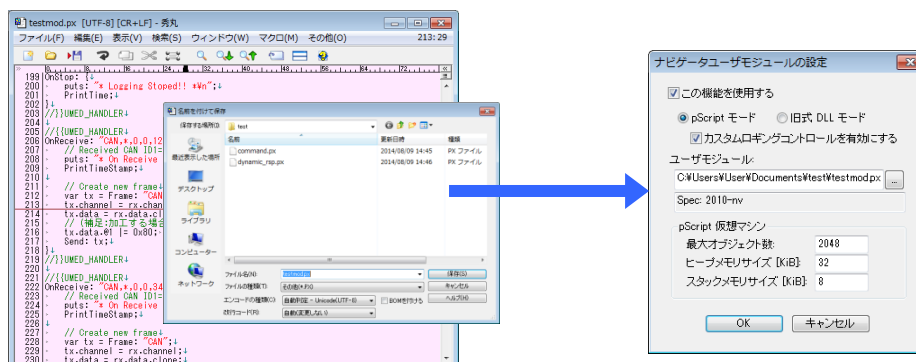 testmod.px [UTF-8] [CR+LF] - 秀丸
ファイル(F) 編集(E) 表示(V) 検索(S) ウィンドウ(W) マクロ(M) その他(O) 213: 29
199 OnStop: {↓
200 puts: "* Logging Stoped!! *¥n";↓
201 PrintTime;↓
202 }↓
203 //}}UMED_HANDLER↓
204 ↓
205 //{{UMED_HANDLER↓
206 OnReceive: "CAN,*,0,0,12
207 // Received CAN ID1=
208 puts: "* On Receive
209 PrintTimeStamp;↓
210 ↓
211 // Create new frame↓
212 var tx = Frame: "CAN
213 tx.channel = rx.channel
214 tx.data = rx.data.cl
215 // (補足:加工する場合
216 tx.data.@1 |= 0x80;
217 Send: tx;↓
218 }↓
219 //}}UMED_HANDLER↓
220 ↓
221 //{{UMED_HANDLER↓
222 OnReceive: "CAN,*,0,0,34
223 // Received CAN ID1=
224 puts: "* On Receive
225 PrintTimeStamp;↓
226 ↓
227 // Create new frame↓
228 var tx = Frame: "CAN";↓
229 tx.channel = rx.channel;↓
230 tx.data = rx.data.clone;↓
名前を付けて保存
保存する場所(I): test
名前 更新日時 種類
command.px 2014/08/09 14:45 PX ファイル
dynamic_rsp.px 2014/08/09 14:46 PX ファイル
最近表示した場所
デスクトップ
ライブラリ
コンピューター
ネットワーク
ファイル名(N): testmod.px 保存(S)
ファイルの種類(T): その他(*.*) キャンセル
エンコードの種類(C): 自動判定 - Unicode(UTF-8) BOMを付ける ヘルプ(H)
改行コード(R): 自動(変更しない)
ナビゲータユーザモジュールの設定
この機能を使用する
pScript モード 旧式 DLL モード
カスタムロギングコントロールを有効にする
ユーザモジュール:
C:¥Users¥User¥Documents¥test¥testmod.px ...
Spec: 2010-nv
pScript 仮想マシン
最大オブジェクト数: 2048
ヒープメモリサイズ [KiB]: 32
スタックメモリサイズ [KiB]: 8
OK キャンセル